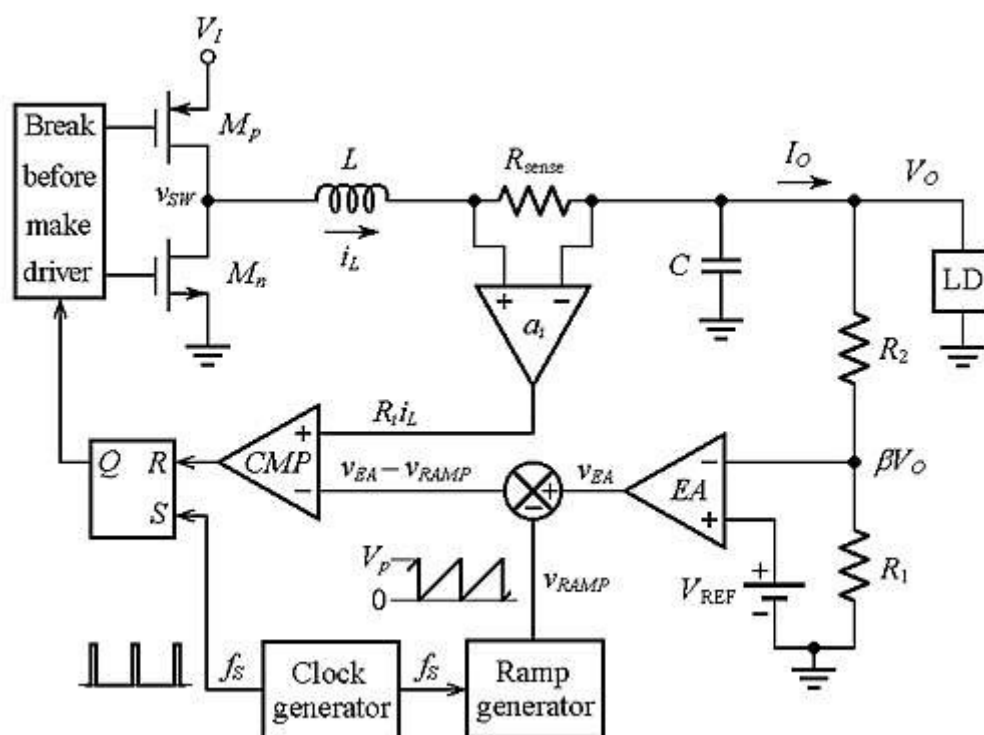 V_I
Break
before
make
driver
M_p
v_SW
M_n
L
i_L
R_sense
I_O
V_O
C
LD
+ −
a_i
R_2
R_i i_L
Q R
S
+
CMP
−
v_EA − v_RAMP
+
−
v_EA
−
EA
+
βV_O
V_p
0
v_RAMP
V_REF
+
−
R_1
f_S
Clock
generator
f_S
Ramp
generator